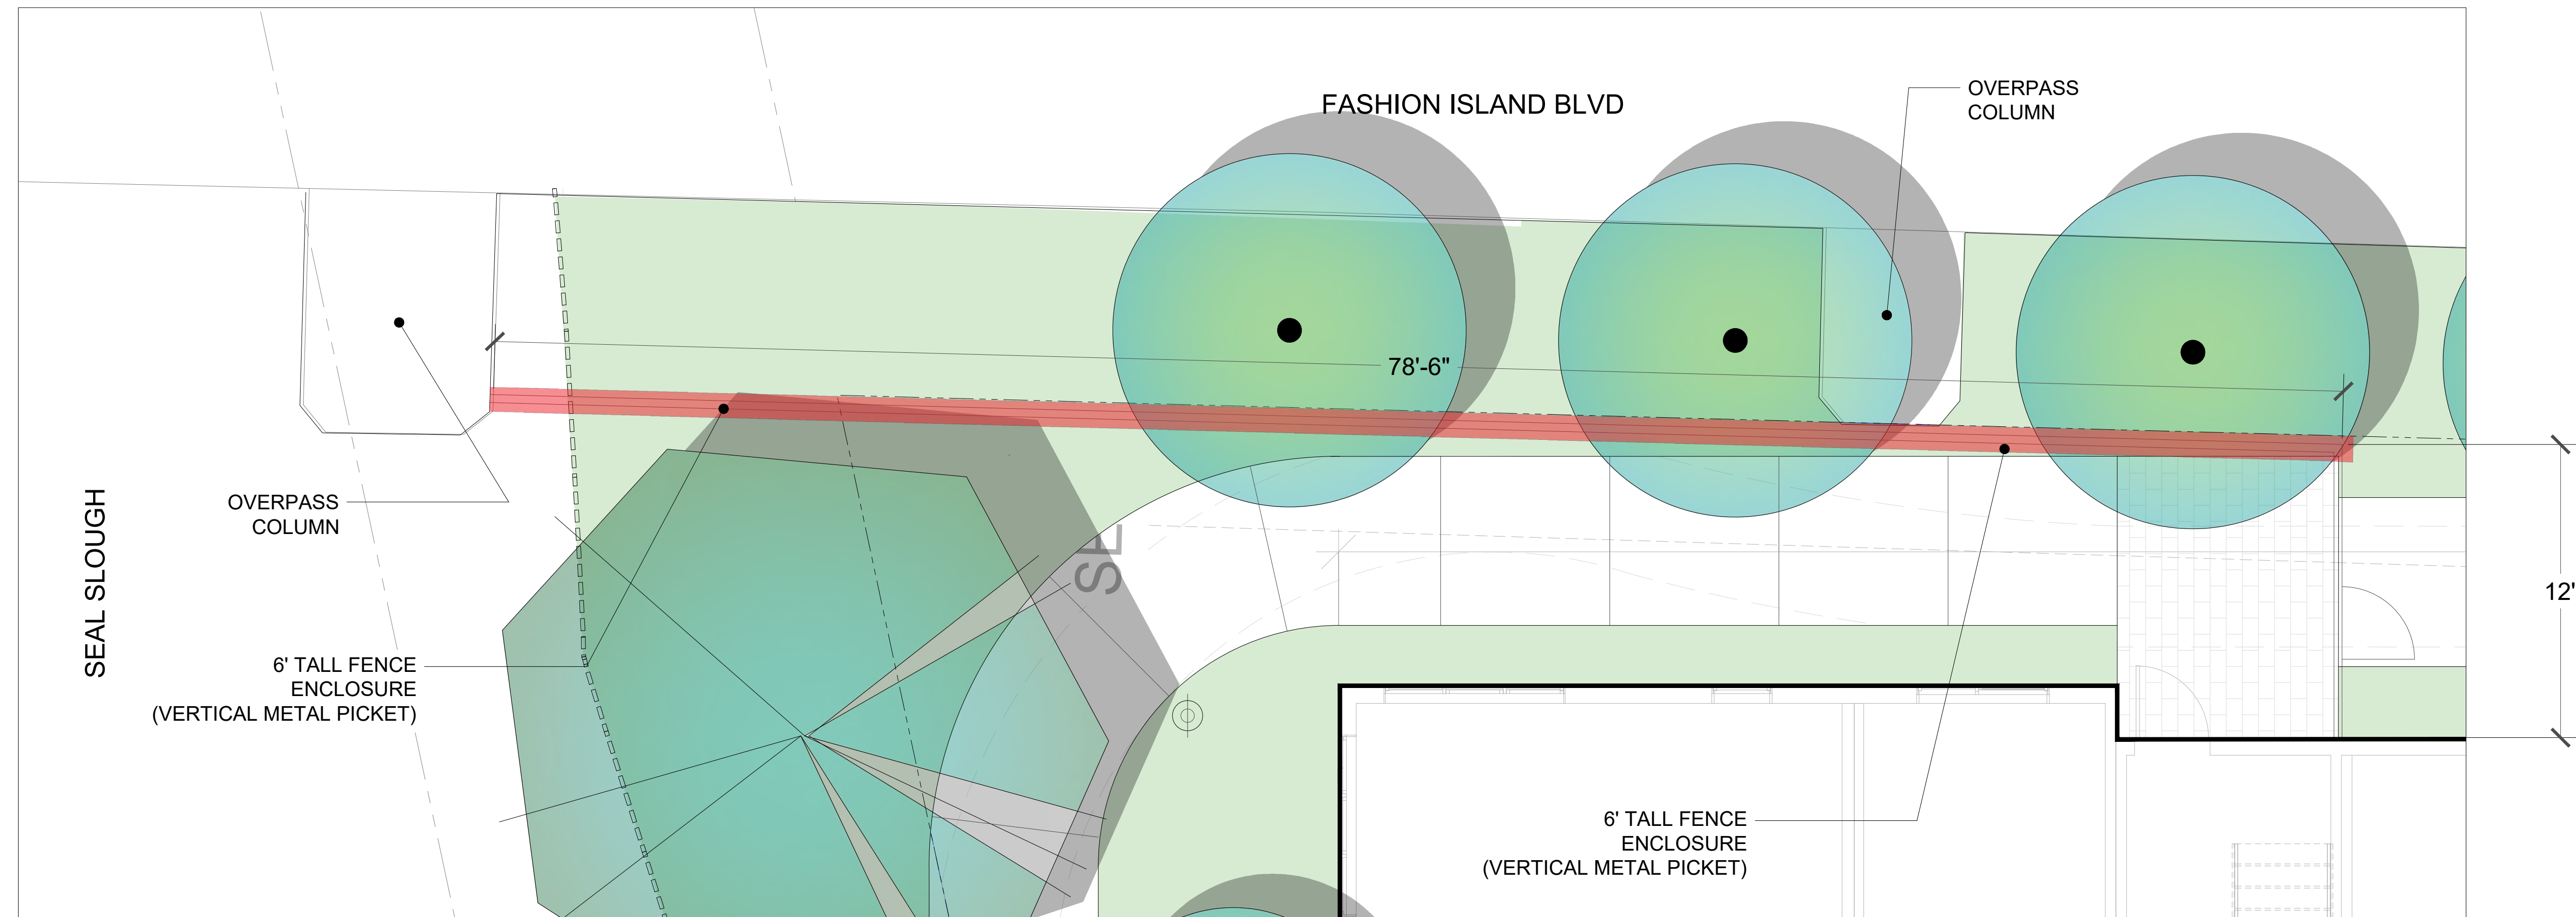 FASHION ISLAND BLVD
OVERPASS
COLUMN
78'-6"
OVERPASS
COLUMN
SEAL SLOUGH
SE
12'
6' TALL FENCE
ENCLOSURE
(VERTICAL METAL PICKET)
6' TALL FENCE
ENCLOSURE
(VERTICAL METAL PICKET)